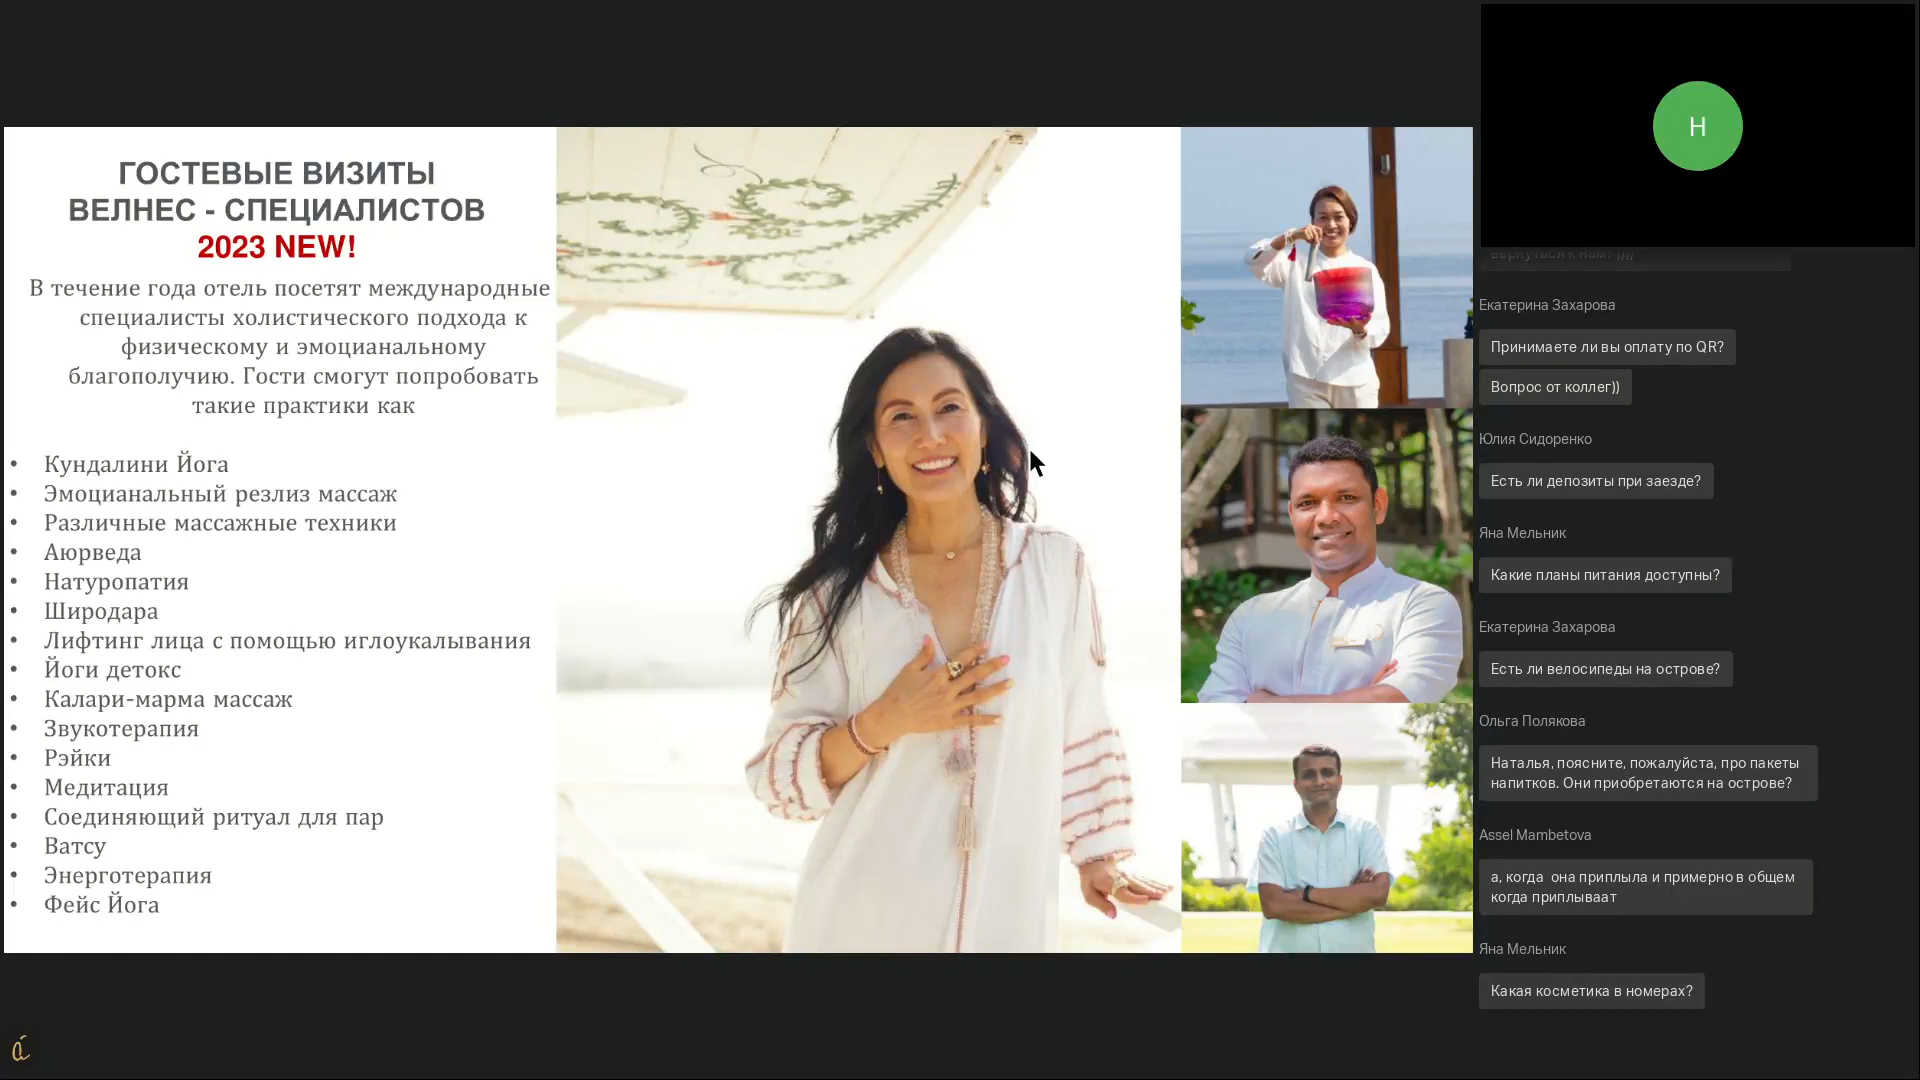 ГОСТЕВЫЕ ВИЗИТЫ
ВЕЛНЕС - СПЕЦИАЛИСТОВ
2023 NEW!
В течение года отель посетят международные
специалисты холистического подхода к
физическому и эмоцианальному
благополучию. Гости смогут попробовать
такие практики как
• Кундалини Йога
• Эмоцианальный резлиз массаж
• Различные массажные техники
• Аюрведа
• Натуропатия
• Широдара
• Лифтинг лица с помощью иглоукалывания
• Йоги детокс
• Калари-марма массаж
• Звукотерапия
• Рэйки
• Медитация
• Соединяющий ритуал для пар
• Ватсу
• Энерготерапия
• Фейс Йога
Н
вернуться к нам? ))))
Екатерина Захарова
Принимаете ли вы оплату по QR?
Вопрос от коллег))
Юлия Сидоренко
Есть ли депозиты при заезде?
Яна Мельник
Какие планы питания доступны?
Екатерина Захарова
Есть ли велосипеды на острове?
Ольга Полякова
Наталья, поясните, пожалуйста, про пакеты
напитков. Они приобретаются на острове?
Assel Mambetova
а, когда она приплыла и примерно в общем
когда приплываат
Яна Мельник
Какая косметика в номерах?